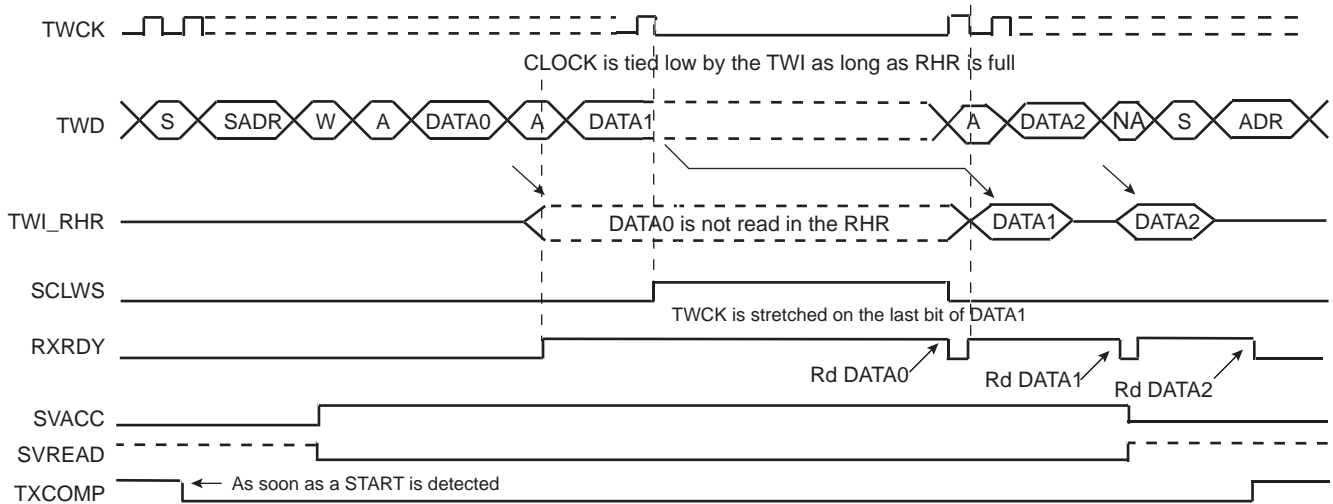 TWCK
CLOCK is tied low by the TWI as long as RHR is full
TWD S SADR W A DATA0 A DATA1 A DATA2 NA S ADR
TWI_RHR DATA0 is not read in the RHR DATA1 DATA2
SCLWS
TWCK is stretched on the last bit of DATA1
RXRDY
Rd DATA0 Rd DATA1 Rd DATA2
SVACC
SVREAD
TXCOMP As soon as a START is detected